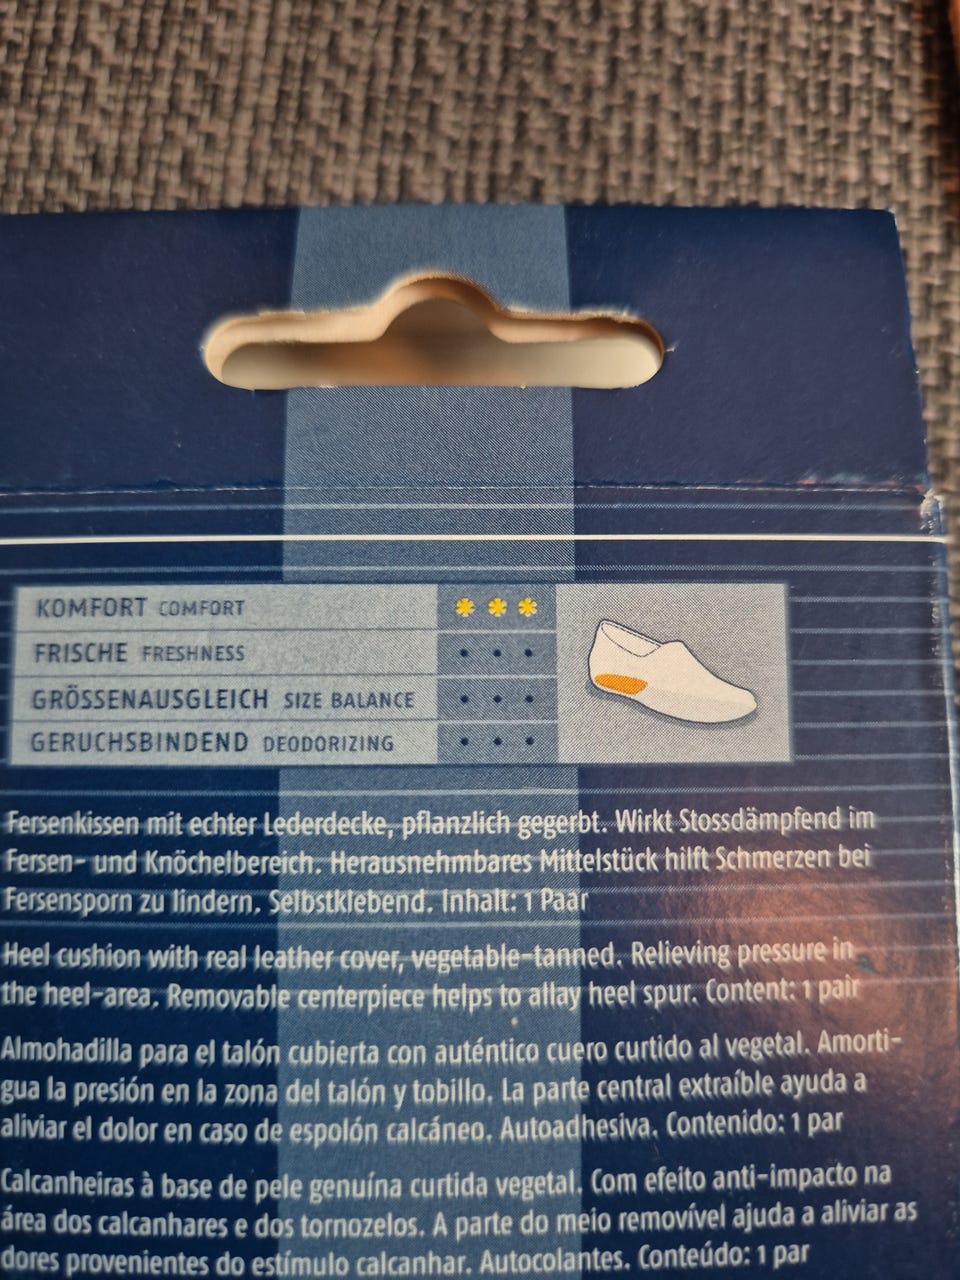 KOMFORT COMFORT
FRISCHE FRESHNESS
GRÖSSENAUSGLEICH SIZE BALANCE
GERUCHSBINDEND DEODORIZING
Fersenkissen mit echter Lederdecke, pflanzlich gegerbt. Wirkt Stossdämpfend im
Fersen- und Knöchelbereich. Herausnehmbares Mittelstück hilft Schmerzen bei
Fersensporn zu lindern. Selbstklebend. Inhalt: 1 Paar
Heel cushion with real leather cover, vegetable-tanned. Relieving pressure in
the heel-area. Removable centerpiece helps to allay heel spur. Content: 1 pair
Almohadilla para el talón cubierta con auténtico cuero curtido al vegetal. Amorti-
gua la presión en la zona del talón y tobillo. La parte central extraíble ayuda a
aliviar el dolor en caso de espolón calcáneo. Autoadhesiva. Contenido: 1 par
Calcanheiras à base de pele genuína curtida vegetal. Com efeito anti-impacto na
área dos calcanhares e dos tornozelos. A parte do meio removível ajuda a aliviar as
dores provenientes do estímulo calcanhar. Autocolantes. Conteúdo: 1 par